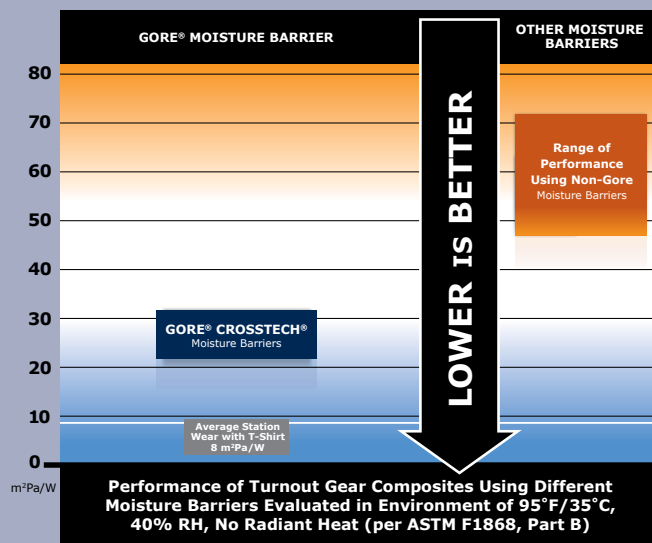 GORE® MOISTURE BARRIER
OTHER MOISTURE
BARRIERS
80
70
60
50
40
30
20
10
0
m²Pa/W
LOWER IS BETTER
Range of
Performance
Using Non-Gore
Moisture Barriers
GORE® CROSSTECH®
Moisture Barriers
Average Station
Wear with T-Shirt
8 m²Pa/W
Performance of Turnout Gear Composites Using Different
Moisture Barriers Evaluated in Environment of 95˚F/35˚C,
40% RH, No Radiant Heat (per ASTM F1868, Part B)